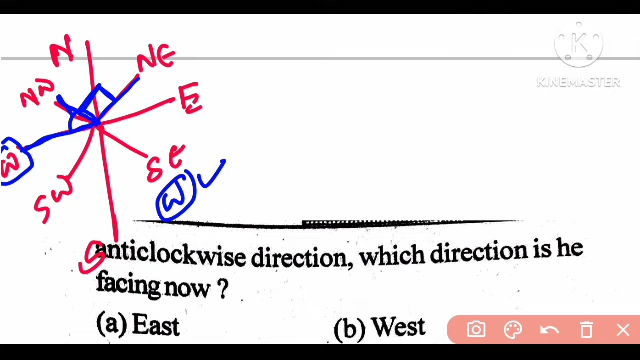 N
NE
K
KINEMASTER
NW
E
W
SE
SW
W
S
anticlockwise direction, which direction is he
facing now ?
(a) East
(b) West